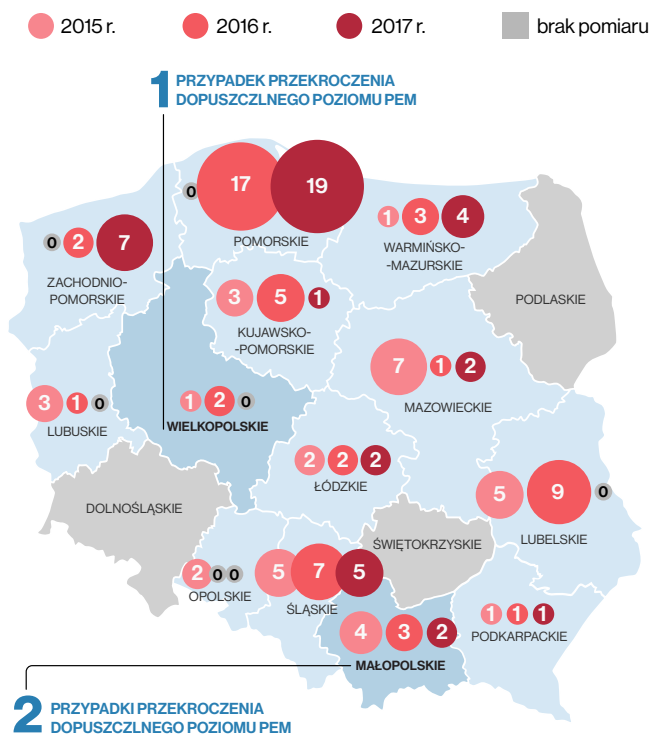 2015 r.
2016 r.
2017 r.
brak pomiaru
1 PRZYPADEK PRZEKROCZENIA
DOPUSZCZLNEGO POZIOMU PEM
0 17 19
POMORSKIE
1 3 4
WARMIŃSKO-
-MAZURSKIE
0 2 7
ZACHODNIO-
POMORSKIE
PODLASKIE
3 5 1
KUJAWSKO-
-POMORSKIE
7 1 2
MAZOWIECKIE
3 1 0
LUBUSKIE
1 2 0
WIELKOPOLSKIE
2 2 2
ŁÓDZKIE
5 9 0
LUBELSKIE
DOLNOŚLĄSKIE
ŚWIĘTOKRZYSKIE
2 0 0
OPOLSKIE
5 7 5
ŚLĄSKIE
4 3 2
MAŁOPOLSKIE
1 1 1
PODKARPACKIE
2 PRZYPADKI PRZEKROCZENIA
DOPUSZCZLNEGO POZIOMU PEM